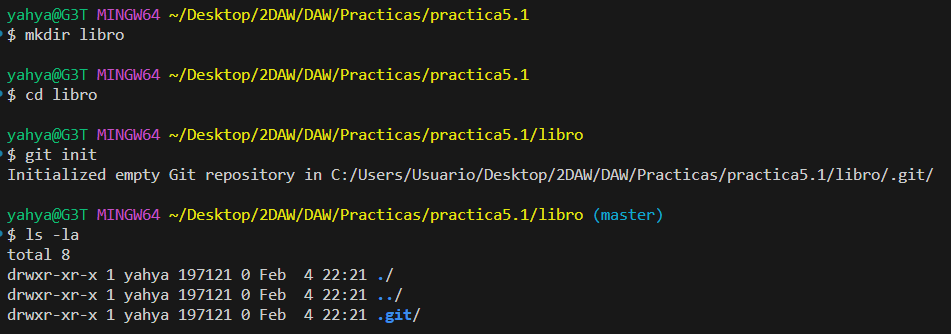 yahya@G3T MINGW64 ~/Desktop/2DAW/DAW/Practicas/practica5.1
$ mkdir libro
yahya@G3T MINGW64 ~/Desktop/2DAW/DAW/Practicas/practica5.1
$ cd libro
yahya@G3T MINGW64 ~/Desktop/2DAW/DAW/Practicas/practica5.1/libro
$ git init
Initialized empty Git repository in C:/Users/Usuario/Desktop/2DAW/DAW/Practicas/practica5.1/libro/.git/
yahya@G3T MINGW64 ~/Desktop/2DAW/DAW/Practicas/practica5.1/libro (master)
$ ls -la
total 8
drwxr-xr-x 1 yahya 197121 0 Feb  4 22:21 ./
drwxr-xr-x 1 yahya 197121 0 Feb  4 22:21 ../
drwxr-xr-x 1 yahya 197121 0 Feb  4 22:21 .git/